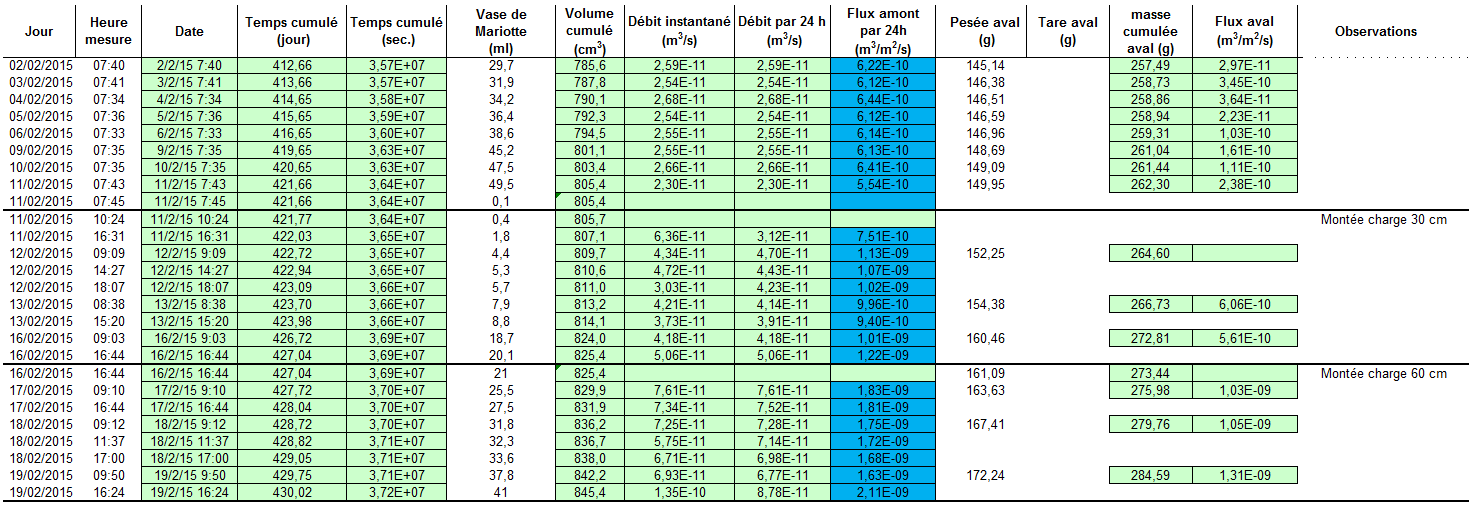 Jour Heure mesure Date Temps cumulé (jour) Temps cumulé (sec.) Vase de Mariotte (ml) Volume cumulé (cm³) Débit instantané (m³/s) Débit par 24 h (m³/s) Flux amont par 24h (m³/m²/s) Pesée aval (g) Tare aval (g) masse cumulée aval (g) Flux aval (m³/m²/s) Observations
02/02/2015 07:40 2/2/15 7:40 412,66 3,57E+07 29,7 785,6 2,59E-11 2,59E-11 6,22E-10 145,14 257,49 2,97E-11
03/02/2015 07:41 3/2/15 7:41 413,66 3,57E+07 31,9 787,8 2,54E-11 2,54E-11 6,12E-10 146,38 258,73 3,45E-10
04/02/2015 07:34 4/2/15 7:34 414,65 3,58E+07 34,2 790,1 2,68E-11 2,68E-11 6,44E-10 146,51 258,86 3,64E-11
05/02/2015 07:36 5/2/15 7:36 415,65 3,59E+07 36,4 792,3 2,54E-11 2,54E-11 6,12E-10 146,59 258,94 2,23E-11
06/02/2015 07:33 6/2/15 7:33 416,65 3,60E+07 38,6 794,5 2,55E-11 2,55E-11 6,14E-10 146,96 259,31 1,03E-10
09/02/2015 07:35 9/2/15 7:35 419,65 3,63E+07 45,2 801,1 2,55E-11 2,55E-11 6,13E-10 148,69 261,04 1,61E-10
10/02/2015 07:35 10/2/15 7:35 420,65 3,63E+07 47,5 803,4 2,66E-11 2,66E-11 6,41E-10 149,09 261,44 1,11E-10
11/02/2015 07:43 11/2/15 7:43 421,66 3,64E+07 49,5 805,4 2,30E-11 2,30E-11 5,54E-10 149,95 262,30 2,38E-10
11/02/2015 07:45 11/2/15 7:45 421,66 3,64E+07 0,1 805,4
11/02/2015 10:24 11/2/15 10:24 421,77 3,64E+07 0,4 805,7 Montée charge 30 cm
11/02/2015 16:31 11/2/15 16:31 422,03 3,65E+07 1,8 807,1 6,36E-11 3,12E-11 7,51E-10
12/02/2015 09:09 12/2/15 9:09 422,72 3,65E+07 4,4 809,7 4,34E-11 4,70E-11 1,13E-09 152,25 264,60
12/02/2015 14:27 12/2/15 14:27 422,94 3,65E+07 5,3 810,6 4,72E-11 4,43E-11 1,07E-09
12/02/2015 18:07 12/2/15 18:07 423,09 3,66E+07 5,7 811,0 3,03E-11 4,23E-11 1,02E-09
13/02/2015 08:38 13/2/15 8:38 423,70 3,66E+07 7,9 813,2 4,21E-11 4,14E-11 9,96E-10 154,38 266,73 6,06E-10
13/02/2015 15:20 13/2/15 15:20 423,98 3,66E+07 8,8 814,1 3,73E-11 3,91E-11 9,40E-10
16/02/2015 09:03 16/2/15 9:03 426,72 3,69E+07 18,7 824,0 4,18E-11 4,18E-11 1,01E-09 160,46 272,81 5,61E-10
16/02/2015 16:44 16/2/15 16:44 427,04 3,69E+07 20,1 825,4 5,06E-11 5,06E-11 1,22E-09
16/02/2015 16:44 16/2/15 16:44 427,04 3,69E+07 21 825,4 161,09 273,44 Montée charge 60 cm
17/02/2015 09:10 17/2/15 9:10 427,72 3,70E+07 25,5 829,9 7,61E-11 7,61E-11 1,83E-09 163,63 275,98 1,03E-09
17/02/2015 16:44 17/2/15 16:44 428,04 3,70E+07 27,5 831,9 7,34E-11 7,52E-11 1,81E-09
18/02/2015 09:12 18/2/15 9:12 428,72 3,70E+07 31,8 836,2 7,25E-11 7,28E-11 1,75E-09 167,41 279,76 1,05E-09
18/02/2015 11:37 18/2/15 11:37 428,82 3,71E+07 32,3 836,7 5,75E-11 7,14E-11 1,72E-09
18/02/2015 17:00 18/2/15 17:00 429,05 3,71E+07 33,6 838,0 6,71E-11 6,98E-11 1,68E-09
19/02/2015 09:50 19/2/15 9:50 429,75 3,71E+07 37,8 842,2 6,93E-11 6,77E-11 1,63E-09 172,24 284,59 1,31E-09
19/02/2015 16:24 19/2/15 16:24 430,02 3,72E+07 41 845,4 1,35E-10 8,78E-11 2,11E-09